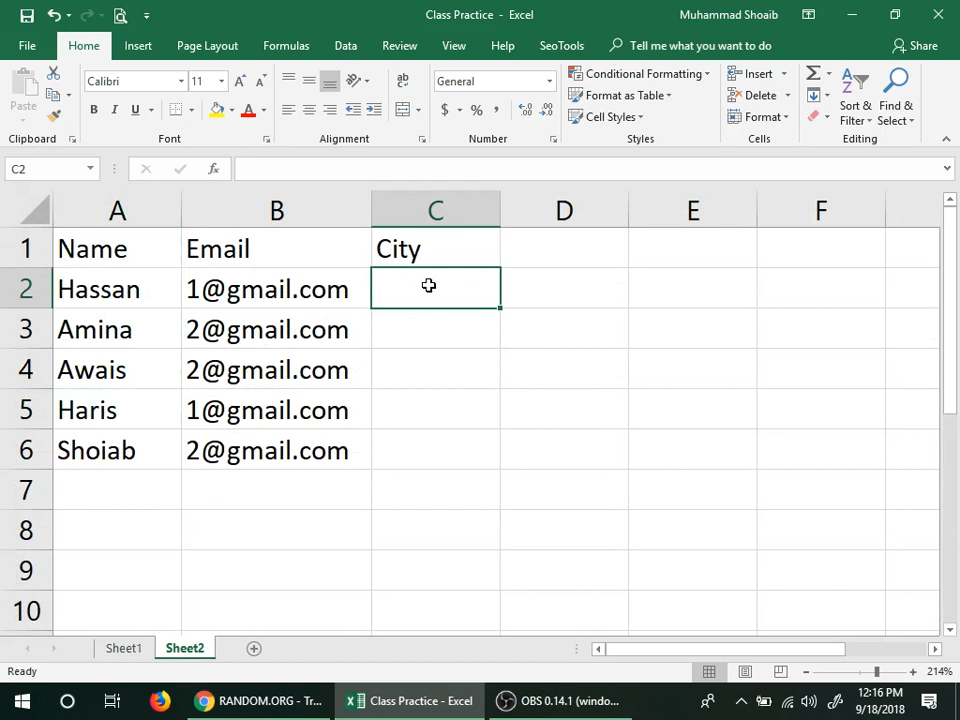 Class Practice - Excel
Muhammad Shoaib
File Home Insert Page Layout Formulas Data Review View Help SeoTools Tell me what you want to do Share
Paste
Calibri 11
General
Conditional Formatting
Format as Table
Cell Styles
Insert
Delete
Format
Sort & Filter
Find & Select
Clipboard Font Alignment Number Styles Cells Editing
C2
A B C D E F
1 Name Email City
2 Hassan 1@gmail.com
3 Amina 2@gmail.com
4 Awais 2@gmail.com
5 Haris 1@gmail.com
6 Shoiab 2@gmail.com
7
8
9
10
Sheet1 Sheet2
Ready 214%
RANDOM.ORG - Tr... Class Practice - Excel OBS 0.14.1 (windo... 12:16 PM
9/18/2018